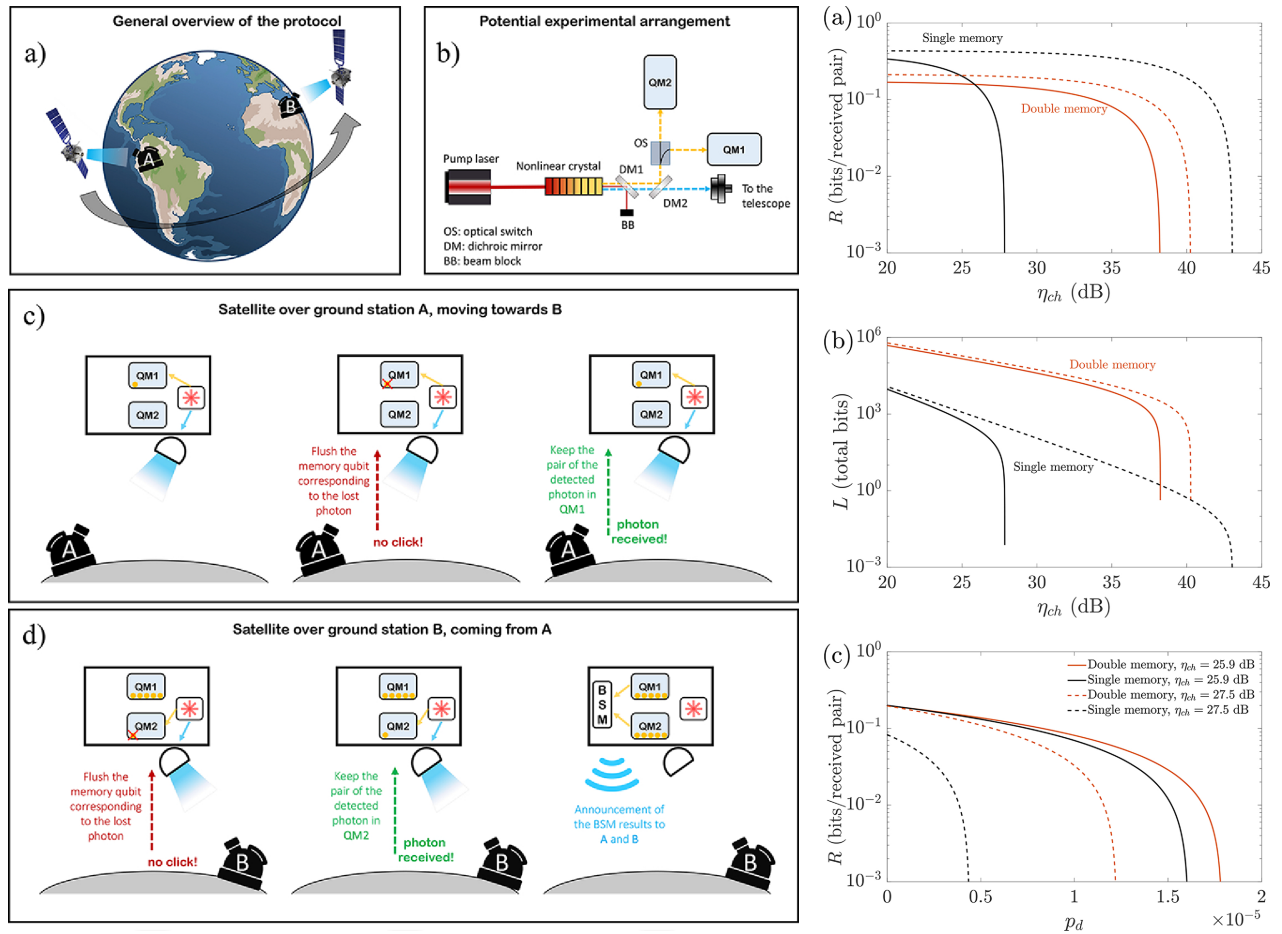 General overview of the protocol
a)
A
B
Potential experimental arrangement
b)
QM2
OS
QM1
Pump laser
Nonlinear crystal
DM1
To the
telescope
DM2
BB
OS: optical switch
DM: dichroic mirror
BB: beam block
c)
Satellite over ground station A, moving towards B
QM1
QM2
A
QM1
QM2
Flush the
memory qubit
corresponding
to the lost
photon
no click!
A
QM1
QM2
Keep the
pair of the
detected
photon in
QM1
photon
received!
A
d)
Satellite over ground station B, coming from A
QM1
QM2
Flush the
memory qubit
corresponding
to the lost
photon
no click!
B
QM1
QM2
Keep the
pair of the
detected
photon in
QM2
photon
received!
B
B
S
M
QM1
QM2
Announcement of
the BSM results to
A and B
B
(a)
10^0
10^-1
10^-2
10^-3
R (bits/received pair)
Single memory
Double memory
20 25 30 35 40 45
η_ch (dB)
(b)
10^6
10^3
10^0
10^-3
L (total bits)
Double memory
Single memory
20 25 30 35 40 45
η_ch (dB)
(c)
10^0
10^-1
10^-2
10^-3
R (bits/received pair)
Double memory, η_ch = 25.9 dB
Single memory, η_ch = 25.9 dB
Double memory, η_ch = 27.5 dB
Single memory, η_ch = 27.5 dB
0 0.5 1 1.5 2
p_d
×10^-5